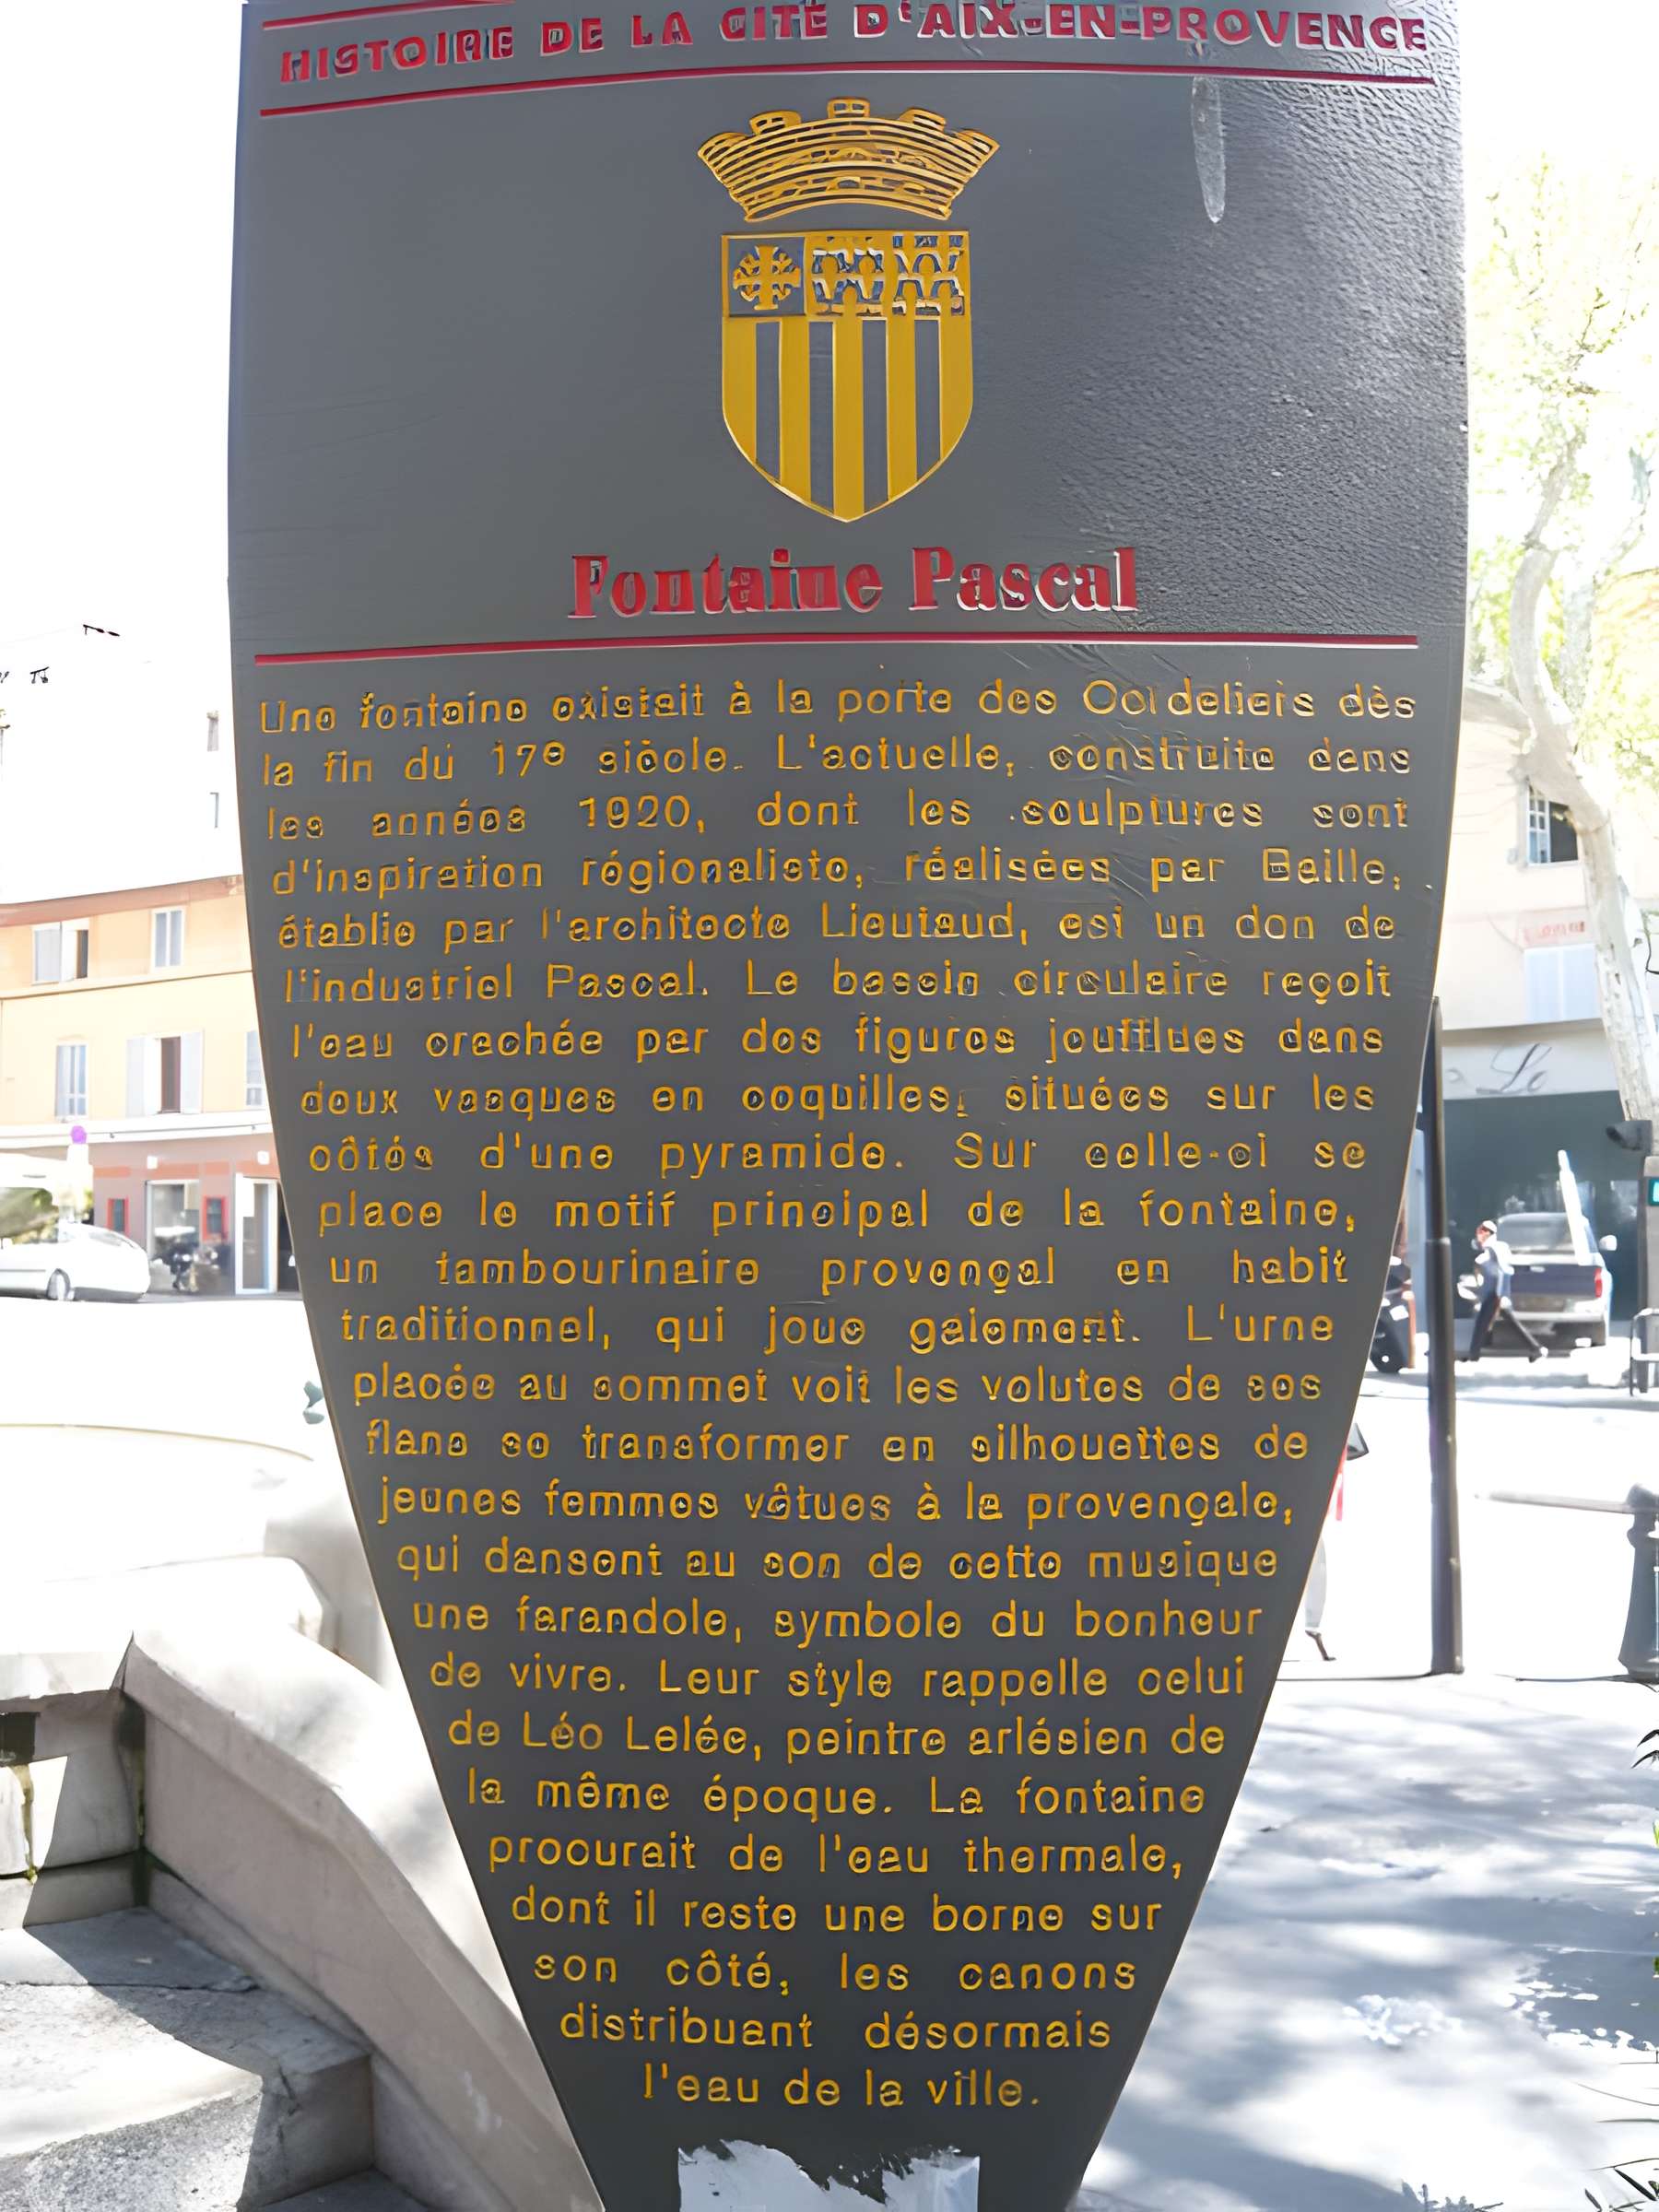 HISTOIRE DE LA CITÉ D'AIX-EN-PROVENCE
Fontaine Pascal
Une fontaine existait à la porte des Cordeliers dès
la fin du 17e siècle. L'actuelle, construite dans
les années 1920, dont les sculptures sont
d'inspiration régionaliste, réalisées par Baille,
établie par l'architecte Lieutaud, est un don de
l'industriel Pascal. Le bassin circulaire reçoit
l'eau crachée par des figures joufflues dans
deux vasques en coquilles, situées sur les
côtés d'une pyramide. Sur celle-ci se
place le motif principal de la fontaine,
un tambourinaire provençal en habit
traditionnel, qui joue gaiement. L'urne
placée au sommet voit les volutes de ses
flancs se transformer en silhouettes de
jeunes femmes vêtues à la provençale,
qui dansent au son de cette musique
une farandole, symbole du bonheur
de vivre. Leur style rappelle celui
de Léo Lelée, peintre arlésien de
la même époque. La fontaine
procurait de l'eau thermale,
dont il reste une borne sur
son côté, les canons
distribuant désormais
l'eau de la ville.